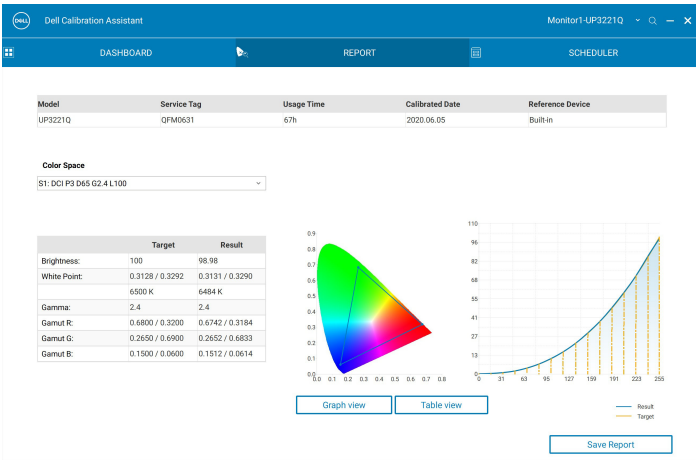 DELL Dell Calibration Assistant Monitor1-UP3221Q
DASHBOARD REPORT SCHEDULER
Model Service Tag Usage Time Calibrated Date Reference Device
UP3221Q QFM0631 67h 2020.06.05 Built-in
Color Space
S1: DCI P3 D65 G2.4 L100
Target Result
Brightness: 100 98.98
White Point: 0.3128 / 0.3292 0.3131 / 0.3290
6500 K 6484 K
Gamma: 2.4 2.4
Gamut R: 0.6800 / 0.3200 0.6742 / 0.3184
Gamut G: 0.2650 / 0.6900 0.2652 / 0.6833
Gamut B: 0.1500 / 0.0600 0.1512 / 0.0614
0.9
0.8
0.7
0.6
0.5
0.4
0.3
0.2
0.1
0.0
0.0 0.1 0.2 0.3 0.4 0.5 0.6 0.7 0.8
110
96
82
68
55
41
27
13
0
0 31 63 95 127 159 191 223 255
Graph view Table view
Result
Target
Save Report